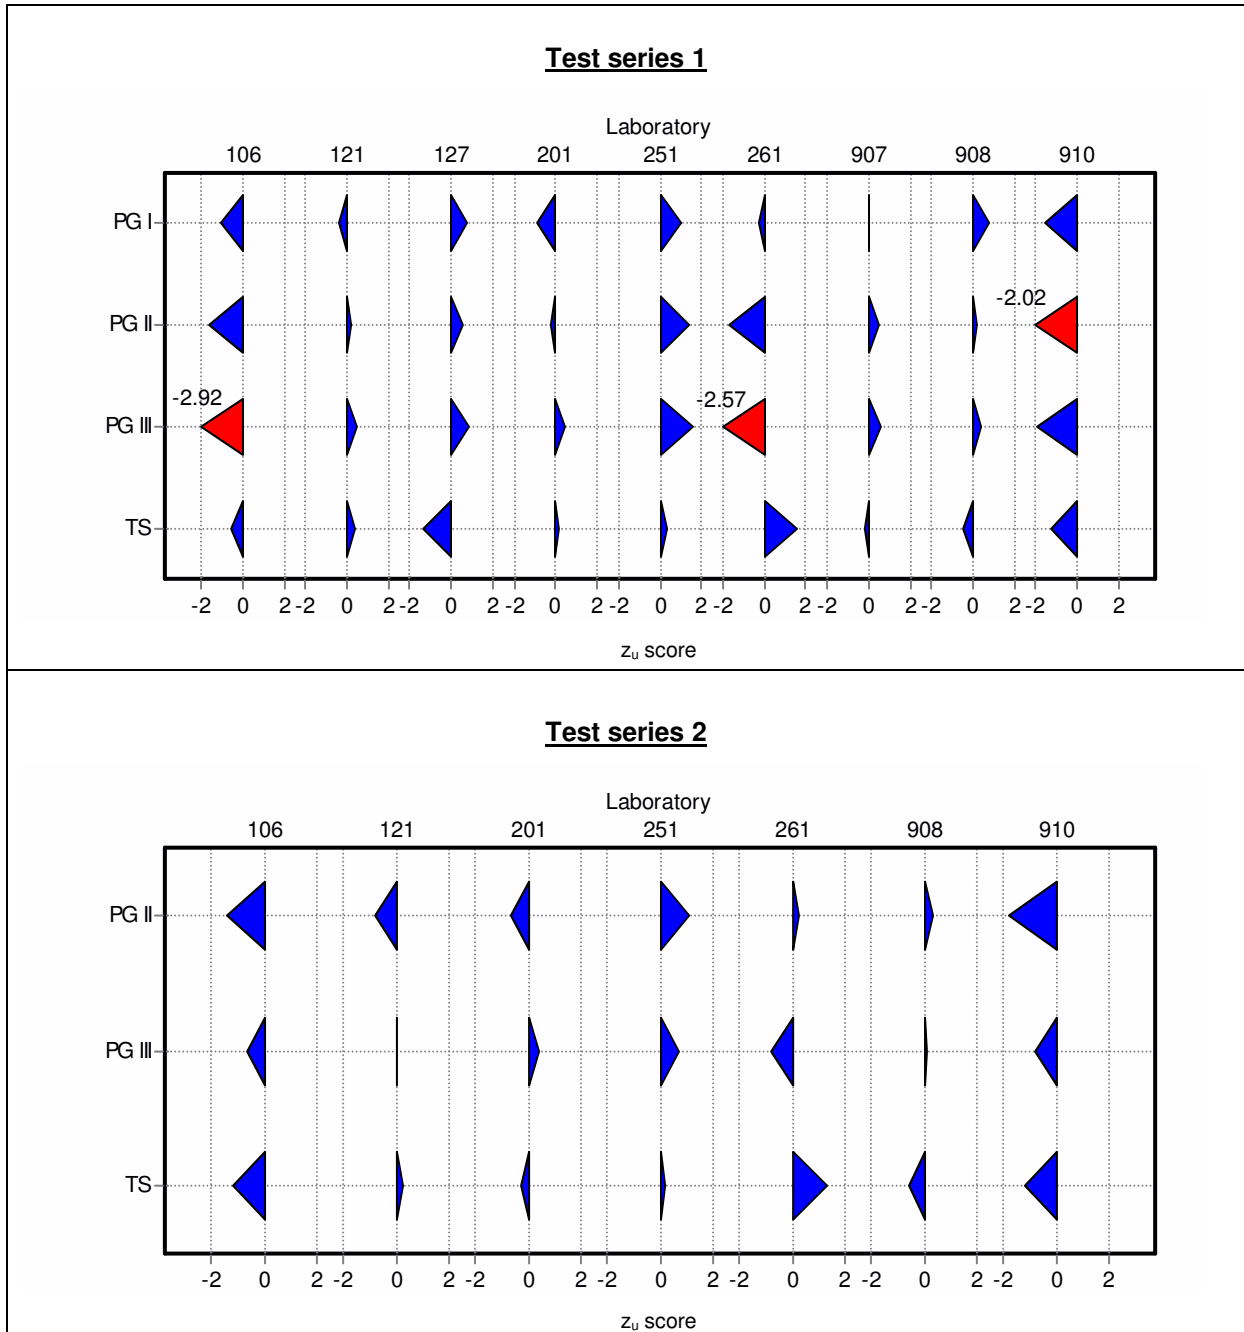 Test series 1
Laboratory
106 121 127 201 251 261 907 908 910
PG I
PG II
-2.02
PG III
-2.92
-2.57
TS
-2 0 2 -2 0 2 -2 0 2 -2 0 2 -2 0 2 -2 0 2 -2 0 2 -2 0 2 -2 0 2
zu score
Test series 2
Laboratory
106 121 201 251 261 908 910
PG II
PG III
TS
-2 0 2 -2 0 2 -2 0 2 -2 0 2 -2 0 2 -2 0 2 -2 0 2
zu score